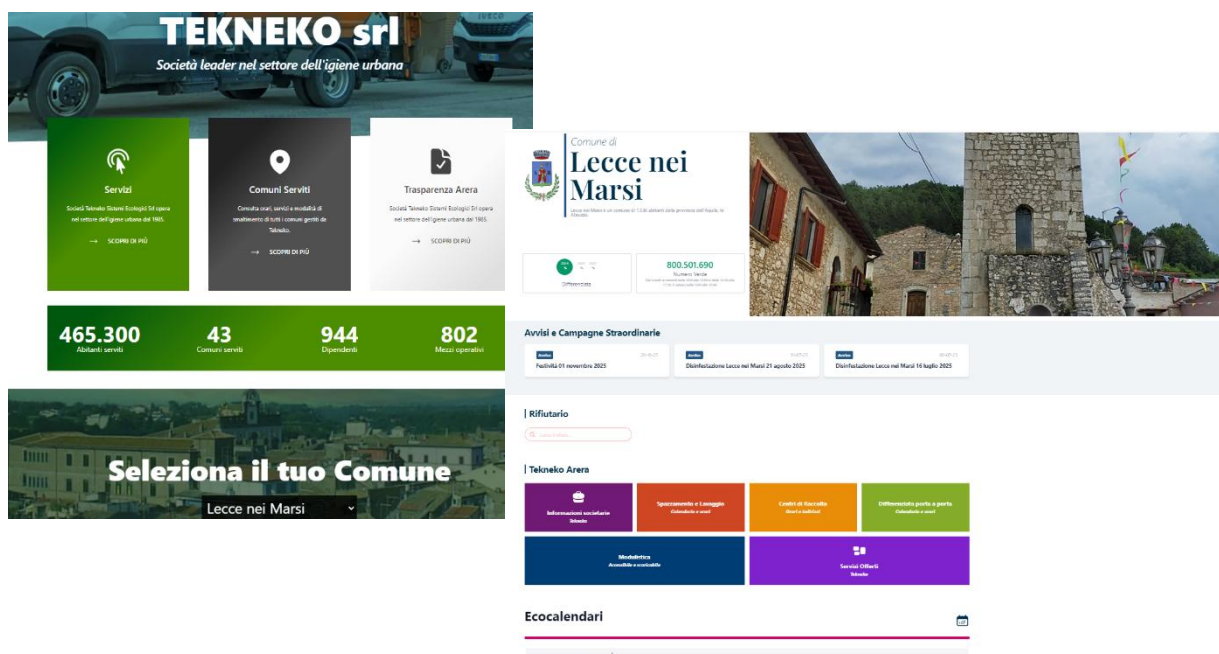 IVECO
TEKNEKO srl
Società leader nel settore dell'igiene urbana
Servizi
Società Tekneko Sistemi Ecologici Srl opera
nel settore dell'igiene urbana dal 1965.
→ SCOPRI DI PIÙ
Comuni Serviti
Consulta orari, servizi e modalità di
smaltimento di tutti i comuni gestiti da
Tekneko.
→ SCOPRI DI PIÙ
Trasparenza Arera
Società Tekneko Sistemi Ecologici Srl opera
nel settore dell'igiene urbana dal 1965.
→ SCOPRI DI PIÙ
465.300
Abitanti serviti
43
Comuni serviti
944
Dipendenti
802
Mezzi operativi
Seleziona il tuo Comune
Lecce nei Marsi
Comune di
Lecce nei
Marsi
Differenziata
800.501.690
Numero Verde
Avvisi e Campagne Straordinarie
Avviso
Festività 01 novembre 2025
Avviso
Disinfestazione Lecce nei Marsi 21 agosto 2025
Avviso
Disinfestazione Lecce nei Marsi 16 luglio 2025
Rifiutario
Tekneko Arera
Informazioni societarie
Tekneko
Spazzamento e Lavaggio
Calendario e orari
Centri di Raccolta
Orari e indirizzi
Differenziata porta a porta
Calendario e orari
Modulistica
Accessibile e scaricabile
Servizi Offerti
Tekneko
Ecocalendari